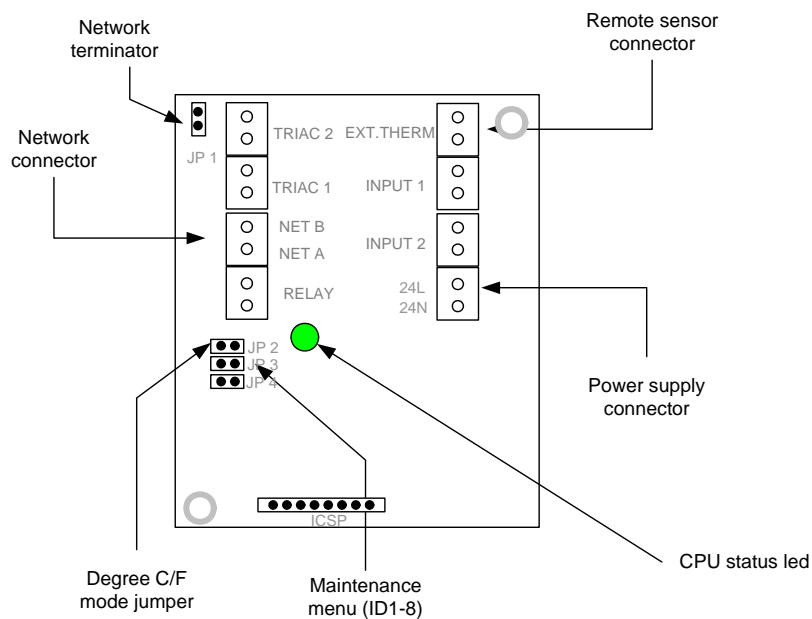 Network
terminator
Remote sensor
connector
Network
connector
JP 1
TRIAC 2
EXT.THERM
TRIAC 1
INPUT 1
NET B
NET A
INPUT 2
RELAY
24L
24N
JP 2
JP 3
JP 4
Power supply
connector
ICSP
Degree C/F
mode jumper
Maintenance
menu (ID1-8)
CPU status led